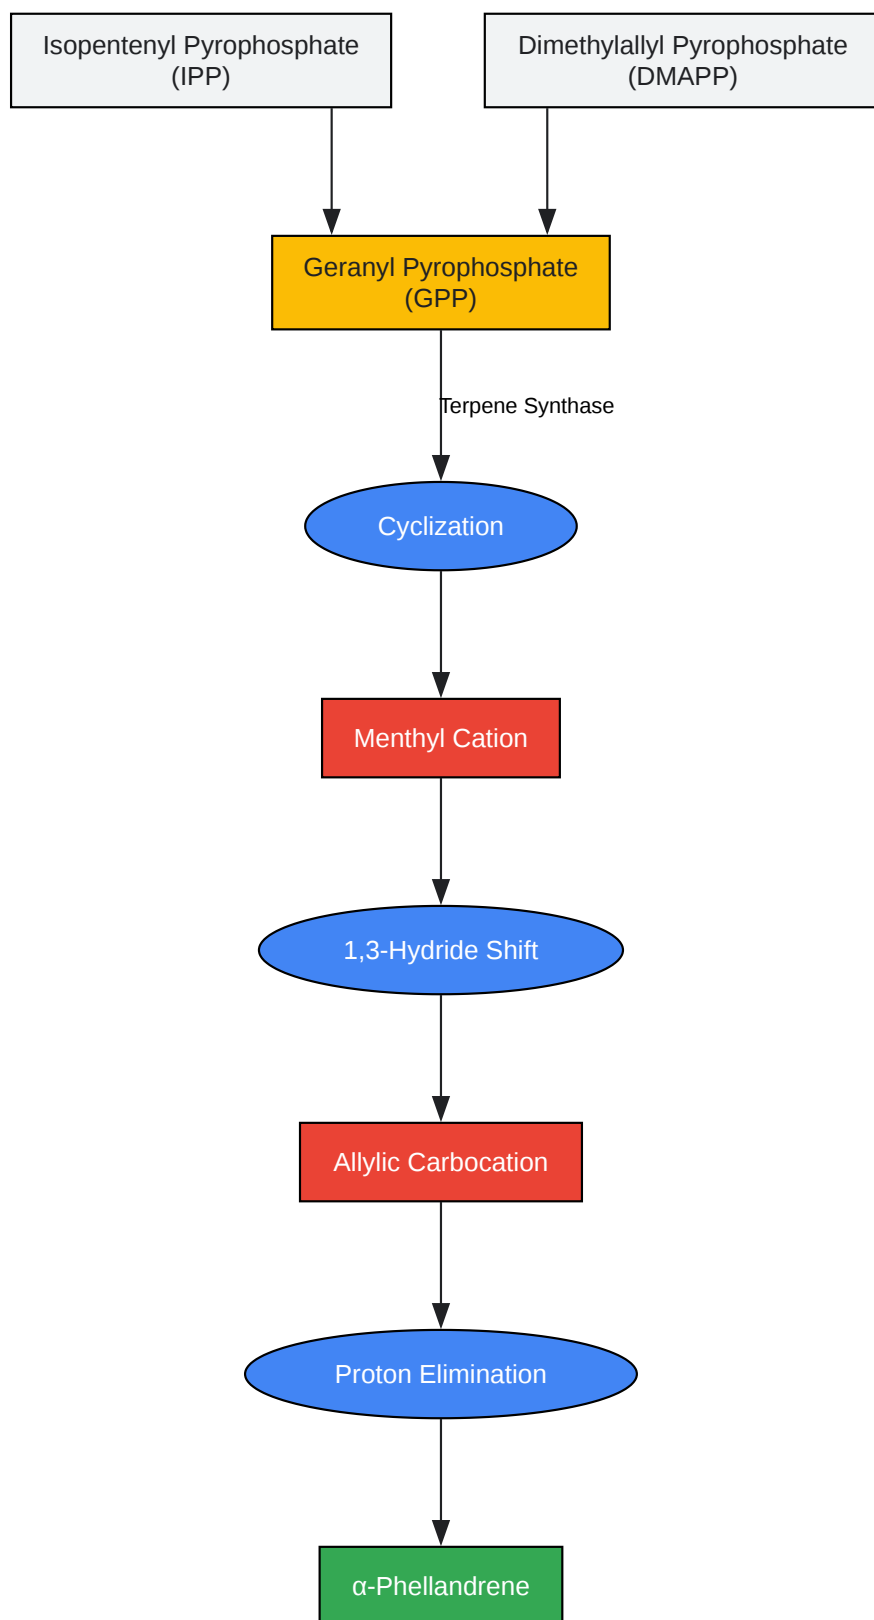 Isopentenyl Pyrophosphate
(IPP)
Dimethylallyl Pyrophosphate
(DMAPP)
Geranyl Pyrophosphate
(GPP)
Terpene Synthase
Cyclization
Menthyl Cation
1,3-Hydride Shift
Allylic Carbocation
Proton Elimination
α-Phellandrene